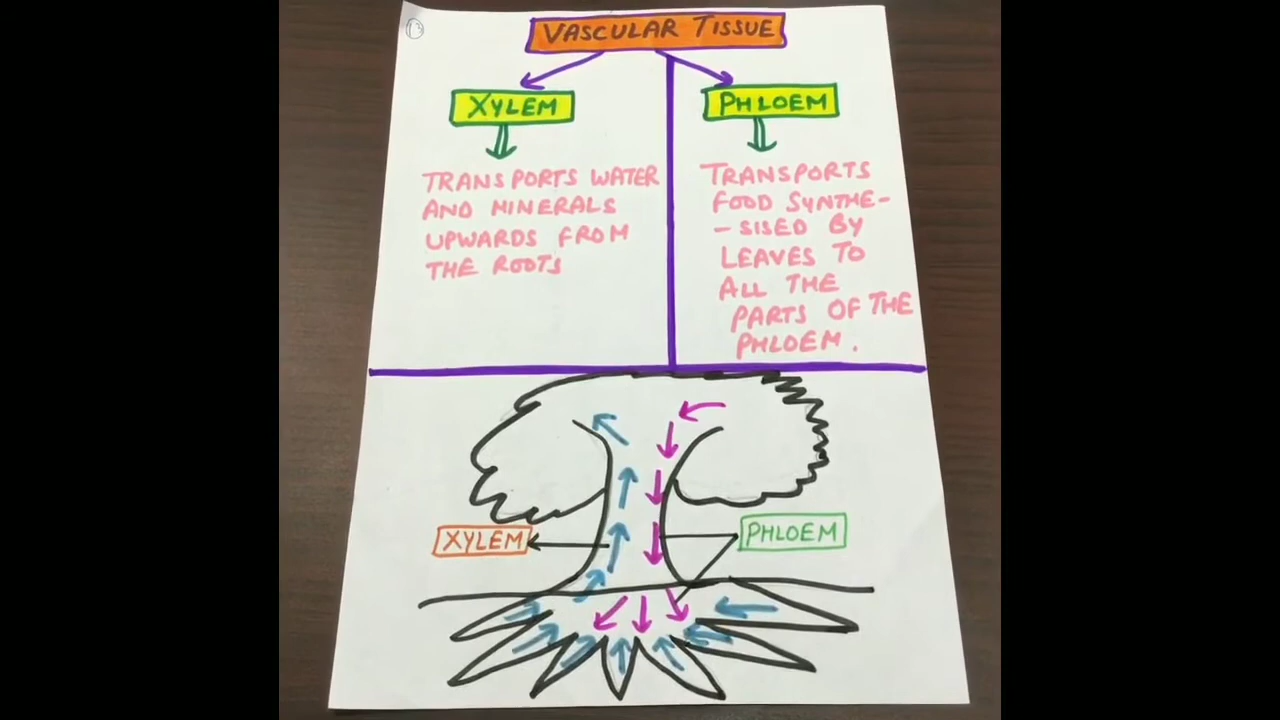 VASCULAR TISSUE
XYLEM
TRANSPORTS WATER
AND MINERALS
UPWARDS FROM
THE ROOTS
PHLOEM
TRANSPORTS
FOOD SYNTHE-
-SISED BY
LEAVES TO
ALL THE
PARTS OF THE
PHLOEM.
XYLEM
PHLOEM